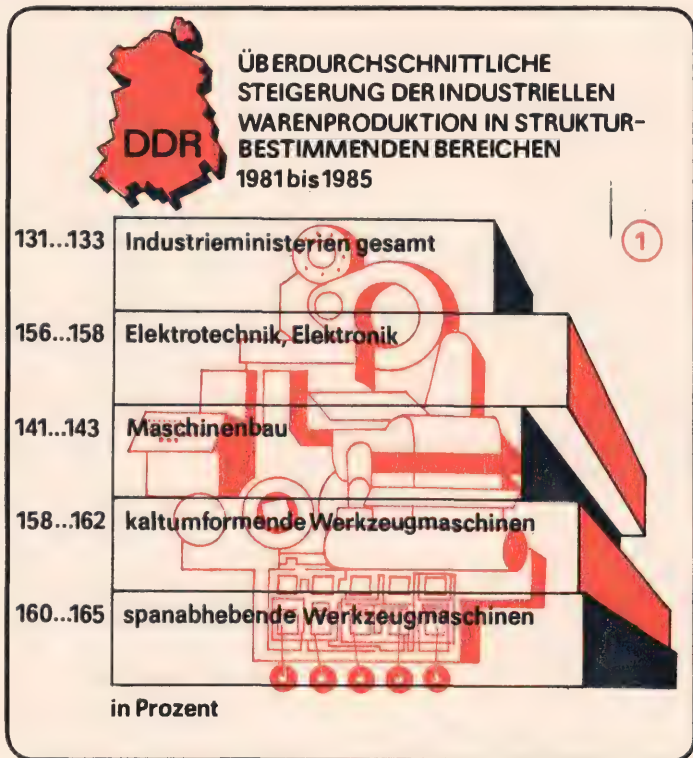 DDR
ÜBERDURCHSCHNITTLICHE
STEIGERUNG DER INDUSTRIELLEN
WARENPRODUKTION IN STRUKTUR-
BESTIMMENDEN BEREICHEN
1981 bis 1985
1
131...133 Industrieministerien gesamt
156...158 Elektrotechnik, Elektronik
141...143 Maschinenbau
158...162 kaltumformende Werkzeugmaschinen
160...165 spanabhebende Werkzeugmaschinen
in Prozent